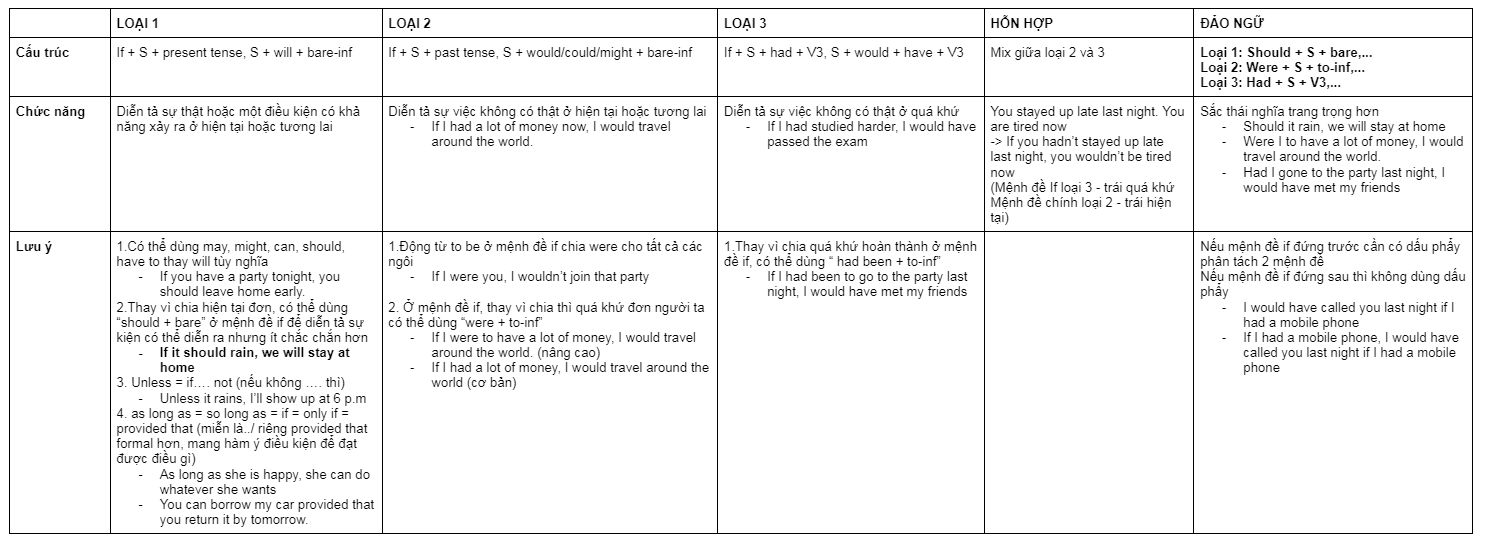 LOẠI 1
LOẠI 2
LOẠI 3
HỖN HỢP
ĐẢO NGỮ
Cấu trúc
If + S + present tense, S + will + bare-inf
If + S + past tense, S + would/could/might + bare-inf
If + S + had + V3, S + would + have + V3
Mix giữa loại 2 và 3
Loại 1: Should + S + bare,...
Loại 2: Were + S + to-inf,...
Loại 3: Had + S + V3,...
Chức năng
Diễn tả sự thật hoặc một điều kiện có khả
năng xảy ra ở hiện tại hoặc tương lai
Diễn tả sự việc không có thật ở hiện tại hoặc tương lai
- If I had a lot of money now, I would travel
around the world.
Diễn tả sự việc không có thật ở quá khứ
- If I had studied harder, I would have
passed the exam
You stayed up late last night. You
are tired now
-> If you hadn't stayed up late
last night, you wouldn't be tired
now
(Mệnh đề If loại 3 - trái quá khứ
Mệnh đề chính loại 2 - trái hiện
tại)
Sắc thái nghĩa trang trọng hơn
- Should it rain, we will stay at home
- Were I to have a lot of money, I would
travel around the world.
- Had I gone to the party last night, I
would have met my friends
Lưu ý
1.Có thể dùng may, might, can, should,
have to thay will tùy nghĩa
- If you have a party tonight, you
should leave home early.
2.Thay vì chia hiện tại đơn, có thể dùng
“should + bare” ở mệnh đề if để diễn tả sự
kiện có thể diễn ra nhưng ít chắc chắn hơn
- If it should rain, we will stay at
home
3. Unless = if…. not (nếu không …. thì)
- Unless it rains, I'll show up at 6 p.m
4. as long as = so long as = if = only if =
provided that (miễn là../ riêng provided that
formal hơn, mang hàm ý điều kiện để đạt
được điều gì)
- As long as she is happy, she can do
whatever she wants
- You can borrow my car provided that
you return it by tomorrow.
1.Động từ to be ở mệnh đề if chia were cho tất cả các
ngôi
- If I were you, I wouldn't join that party
2. Ở mệnh đề if, thay vì chia thì quá khứ đơn người ta
có thể dùng “were + to-inf”
- If I were to have a lot of money, I would travel
around the world. (nâng cao)
- If I had a lot of money, I would travel around the
world (cơ bản)
1.Thay vì chia quá khứ hoàn thành ở mệnh
đề if, có thể dùng “ had been + to-inf”
- If I had been to go to the party last
night, I would have met my friends
Nếu mệnh đề if đứng trước cần có dấu phẩy
phân tách 2 mệnh đề
Nếu mệnh đề if đứng sau thì không dùng dấu
phẩy
- I would have called you last night if I
had a mobile phone
- If I had a mobile phone, I would have
called you last night if I had a mobile
phone